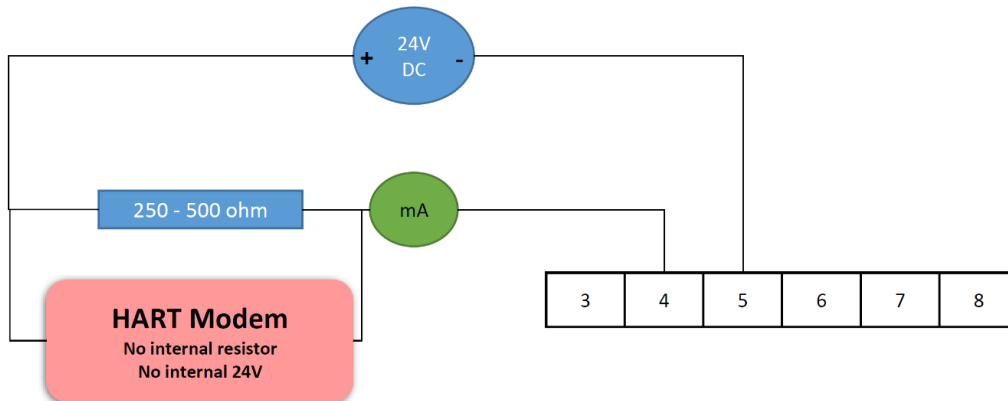 24V
+ DC -
250 - 500 ohm
mA
HART Modem
No internal resistor
No internal 24V
3 4 5 6 7 8